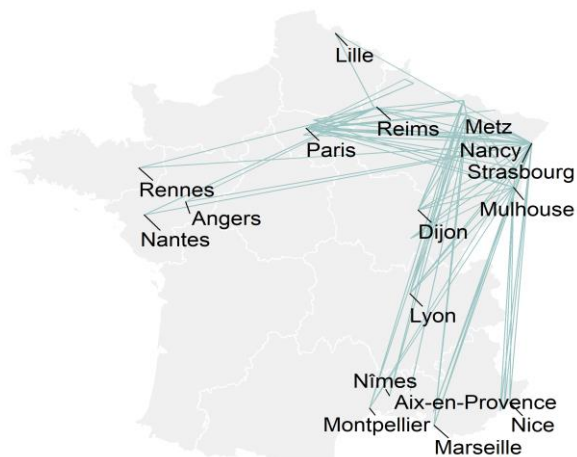 Lille
Reims
Metz
Paris
Nancy
Strasbourg
Rennes
Mulhouse
Angers
Nantes
Dijon
Lyon
Nîmes
Aix-en-Provence
Montpellier
Nice
Marseille